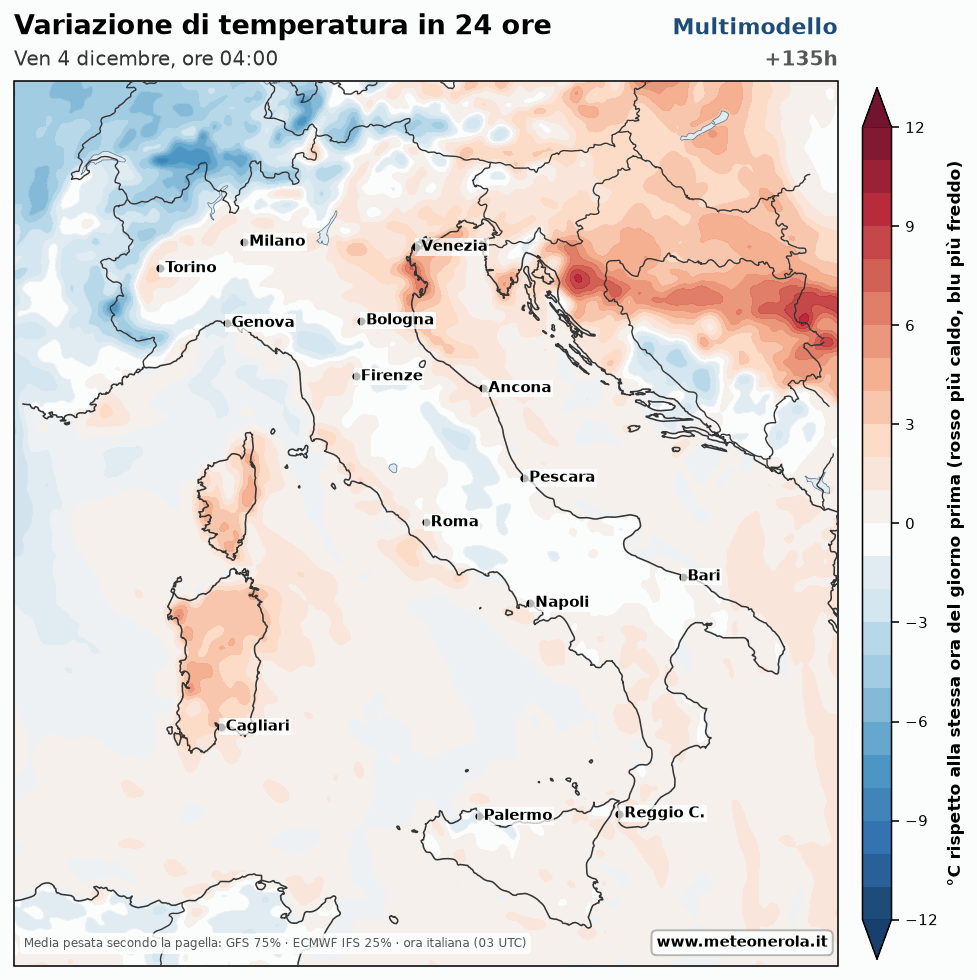 Variazione di temperatura in 24 ore
Multimodello
Ven 4 dicembre, ore 04:00
+135h
Milano
Venezia
Torino
Genova
Bologna
Firenze
Ancona
Pescara
Roma
Bari
Napoli
Cagliari
Palermo
Reggio C.
12
9
6
3
0
−3
−6
−9
−12
°C rispetto alla stessa ora del giorno prima (rosso più caldo, blu più freddo)
Media pesata secondo la pagella: GFS 75% · ECMWF IFS 25% · ora italiana (03 UTC)
www.meteonerola.it